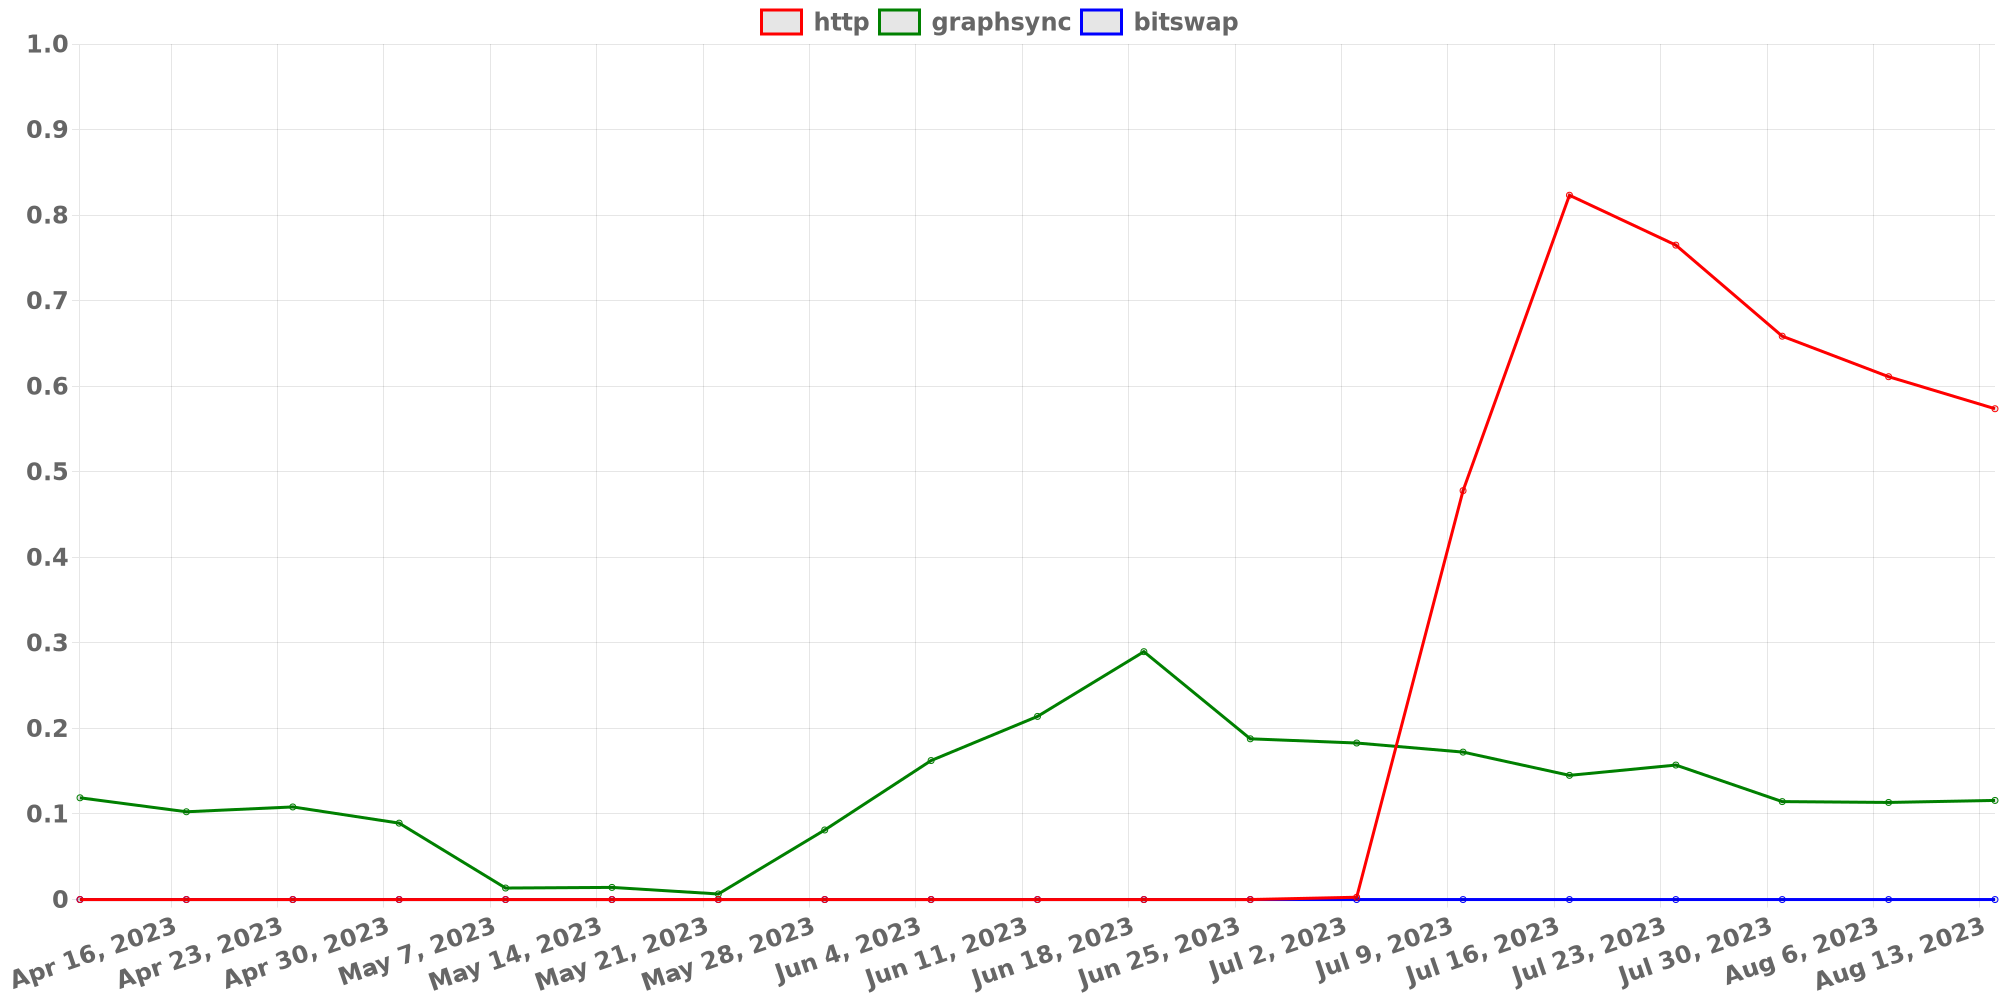 http graphsync bitswap
1.0
0.9
0.8
0.7
0.6
0.5
0.4
0.3
0.2
0.1
0
Apr 16, 2023
Apr 23, 2023
Apr 30, 2023
May 7, 2023
May 14, 2023
May 21, 2023
May 28, 2023
Jun 4, 2023
Jun 11, 2023
Jun 18, 2023
Jun 25, 2023
Jul 2, 2023
Jul 9, 2023
Jul 16, 2023
Jul 23, 2023
Jul 30, 2023
Aug 6, 2023
Aug 13, 2023